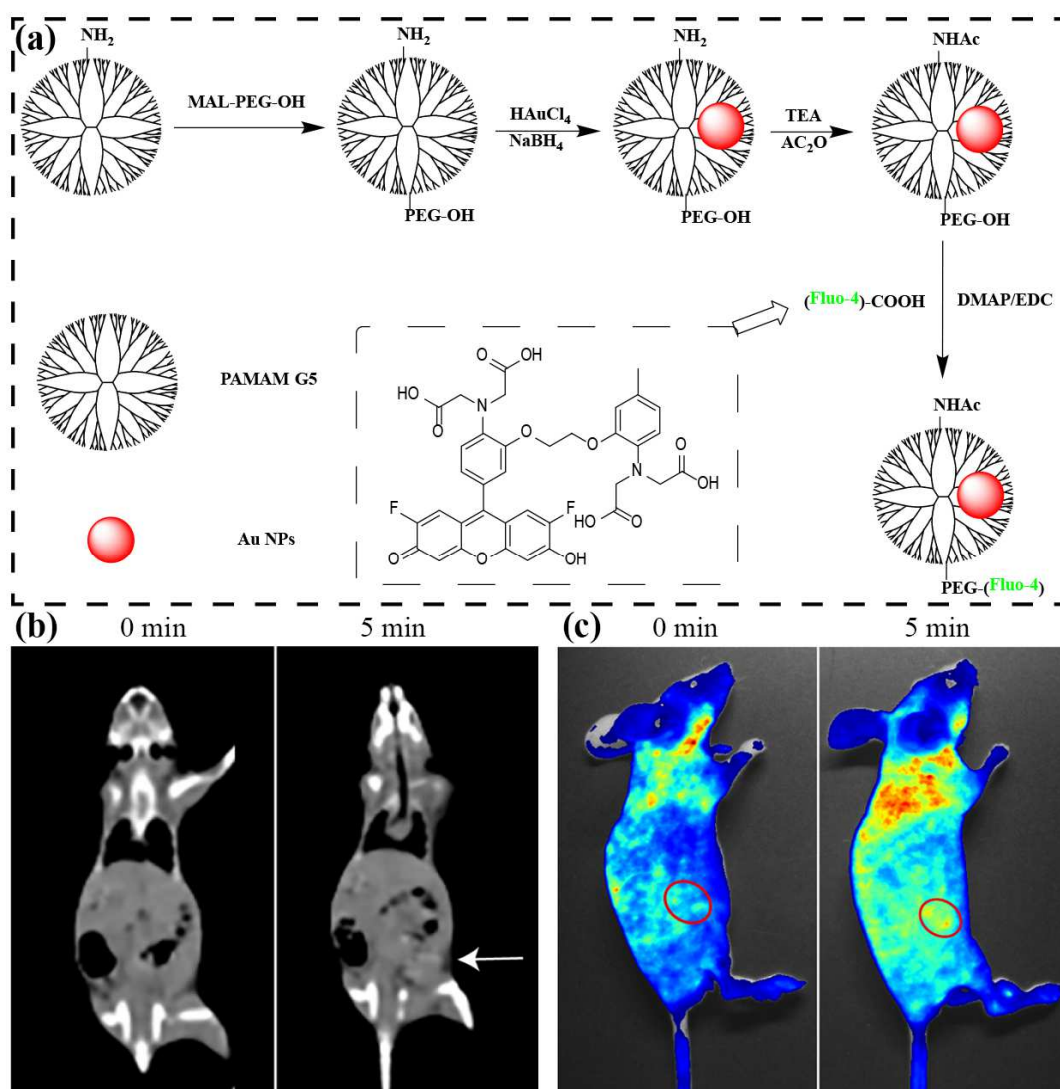 (a)
NH2
NH2
NH2
NHAc
MAL-PEG-OH
HAuCl4
NaBH4
TEA
AC2O
PEG-OH
PEG-OH
PEG-OH
(Fluo-4)-COOH
DMAP/EDC
PAMAM G5
O
OH
HO
O
N
O
O
N
O
OH
HO
O
F
F
O
O
OH
Au NPs
NHAc
PEG-(Fluo-4)
(b)
0 min
5 min
(c)
0 min
5 min